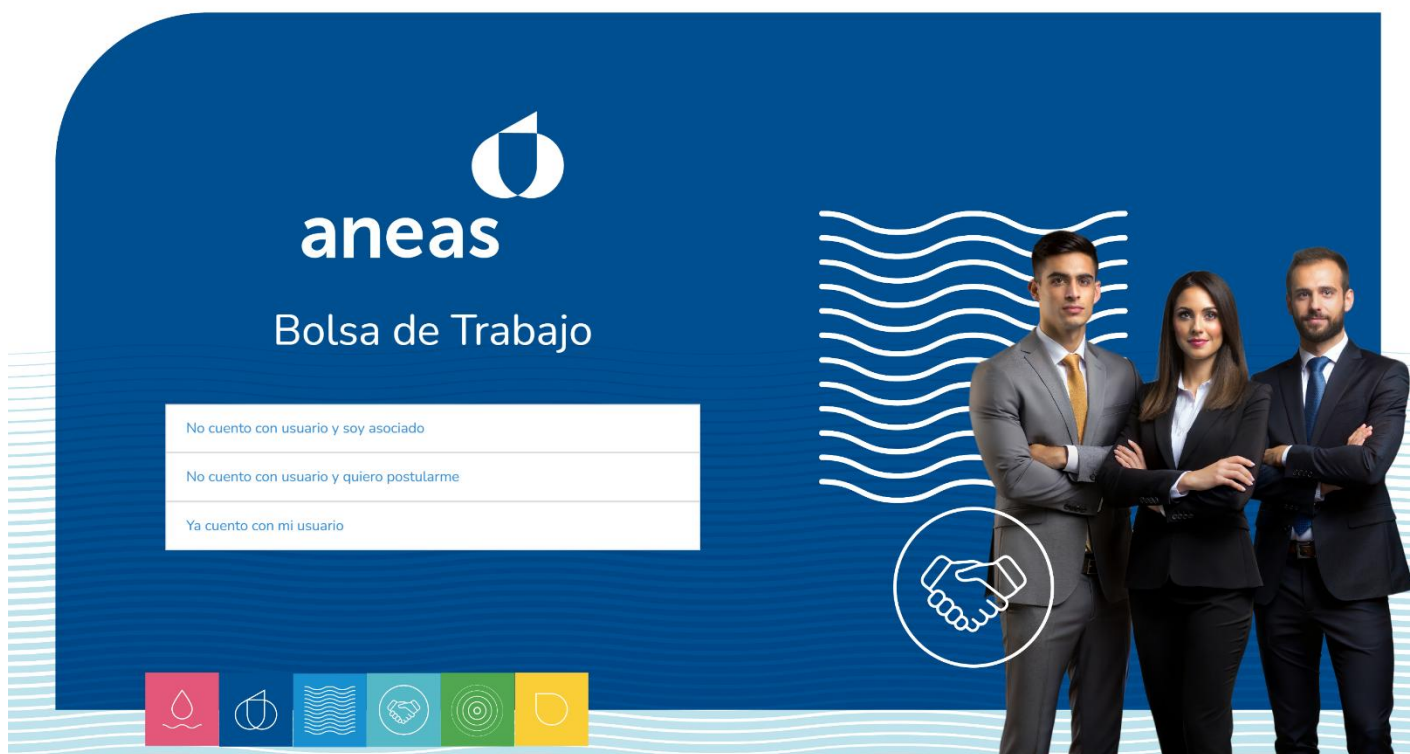 aneas
Bolsa de Trabajo
No cuento con usuario y soy asociado
No cuento con usuario y quiero postularme
Ya cuento con mi usuario